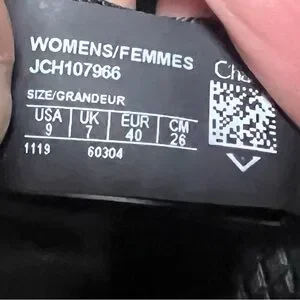 WOMENS/FEMMES
JCH107966
SIZE/GRANDEUR
USA UK EUR CM
9 7 40 26
1119 60304